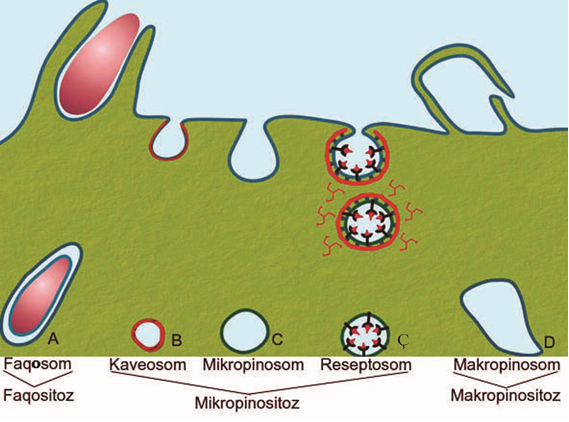 A B C Ç D
Faqosom Kaveosom Mikropinosom Reseptosom Makropinosom
Faqositoz Mikropinositoz Makropinositoz